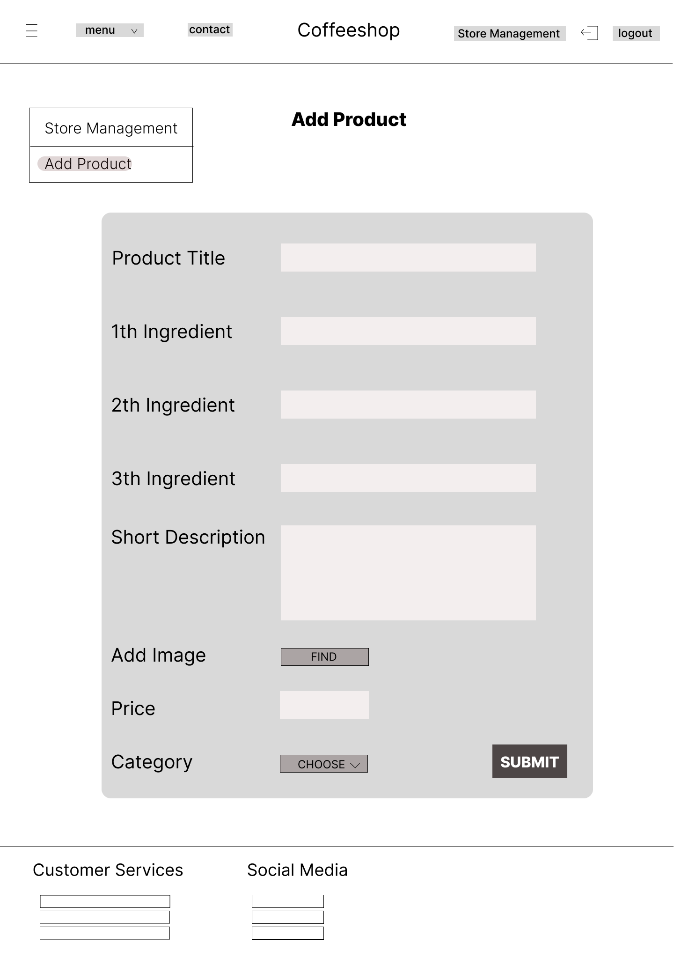 menu contact Coffeeshop Store Management logout
Add Product
Store Management
Add Product
Product Title
1th Ingredient
2th Ingredient
3th Ingredient
Short Description
Add Image FIND
Price
Category CHOOSE SUBMIT
Customer Services Social Media